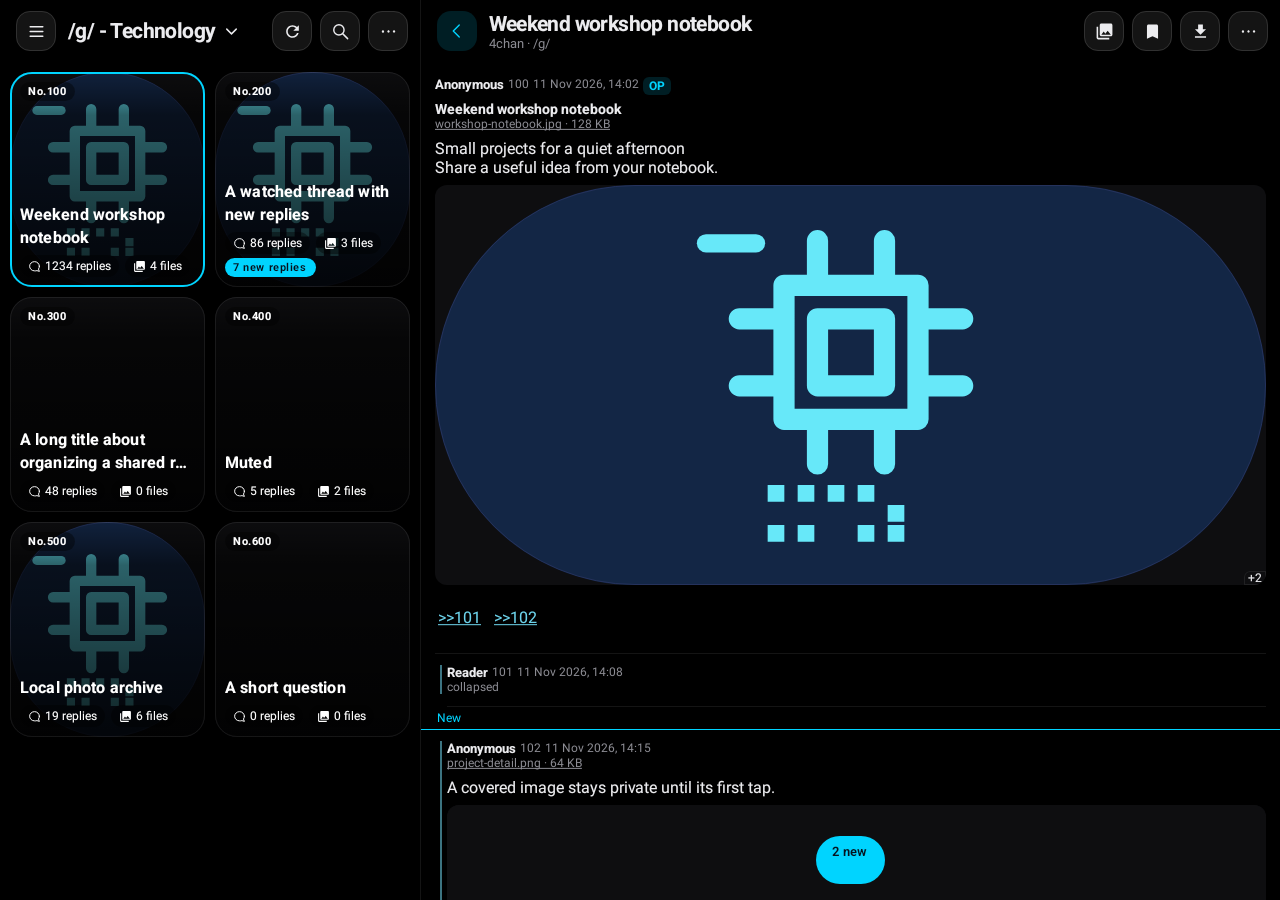 /g/ - Technology
No.100
Weekend workshop
notebook
1234 replies
4 files
No.200
A watched thread with
new replies
86 replies
3 files
7 new replies
No.300
A long title about
organizing a shared r…
48 replies
0 files
No.400
Muted
5 replies
2 files
No.500
Local photo archive
19 replies
6 files
No.600
A short question
0 replies
0 files
Weekend workshop notebook
4chan · /g/
Anonymous 100 11 Nov 2026, 14:02 OP
Weekend workshop notebook
workshop-notebook.jpg · 128 KB
Small projects for a quiet afternoon
Share a useful idea from your notebook.
+2
>>101 >>102
Reader 101 11 Nov 2026, 14:08
collapsed
New
Anonymous 102 11 Nov 2026, 14:15
project-detail.png · 64 KB
A covered image stays private until its first tap.
2 new